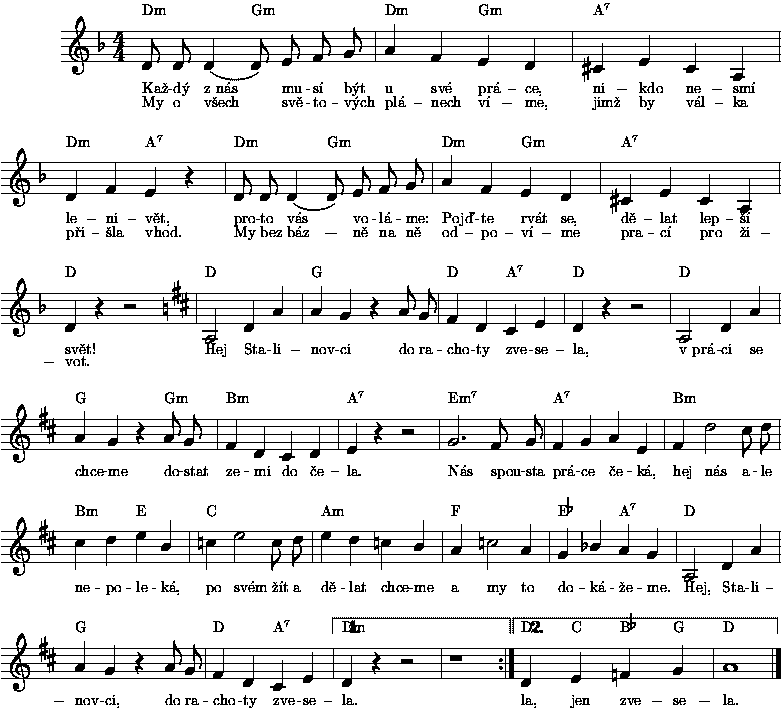 Dm Gm Dm Gm A7
Kaž-dý z nás mu-sí být u své prá-ce, ni-kdo ne-smí
My o všech svě-to-vých plá-nech ví-me, jimž by vál-ka
Dm A7 Dm Gm Dm Gm A7
le-ni-vět, pro-to vás vo-lá-me: Pojď-te rvát se, dě-lat lep-ší
při-šla vhod. My bez báz-ně na ně od-po-ví-me pra-cí pro ži-
D D G D A7 D D
svět! Hej Sta-li-nov-ci do ra-cho-ty zve-se-la, v prá-ci se
-vot.
G Gm Bm A7 Em7 A7 Bm
chce-me do-stat ze-mi do če-la. Nás spou-sta prá-ce če-ká, hej nás a-le
Bm E C Am F E♭ A7 D
ne-po-le-ká, po svém žít a dě-lat chce-me a my to do-ká-že-me. Hej, Sta-li-
G D A7 1. Dm 2. D C B♭ G D
-nov-ci, do ra-cho-ty zve-se-la. la, jen zve-se-la.